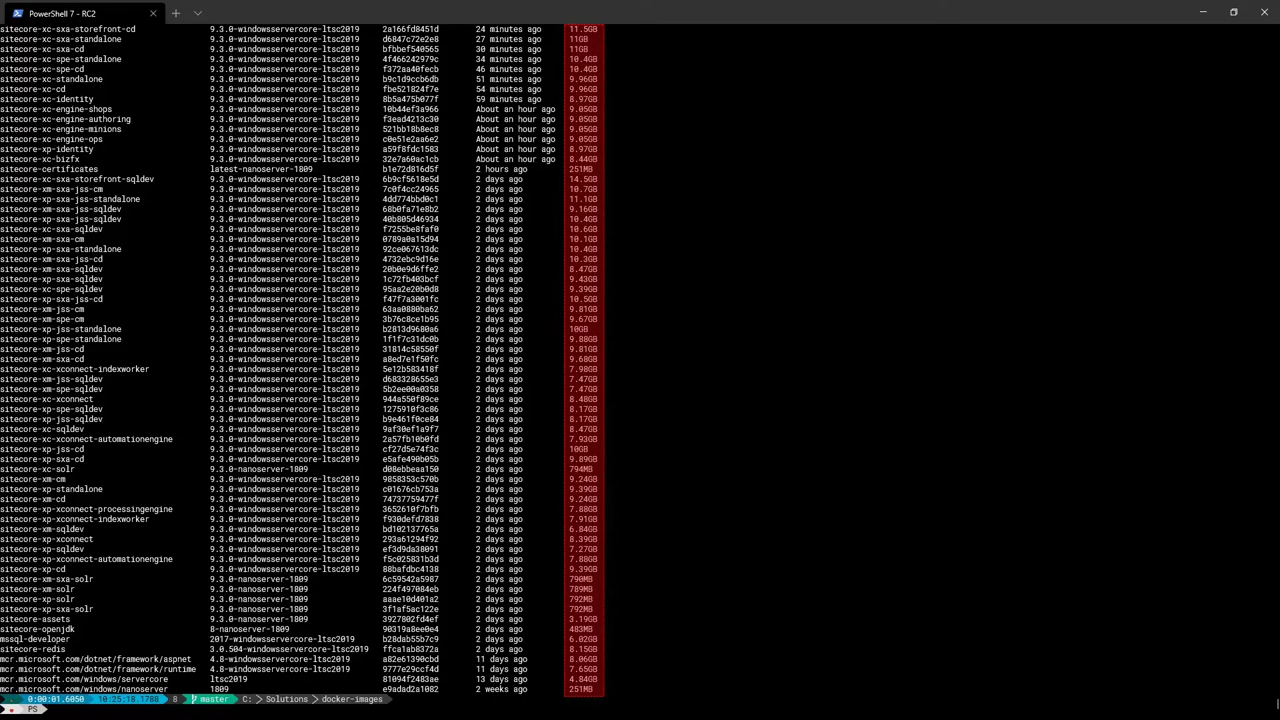 PowerShell 7 - RC2
sitecore-xc-sxa-storefront-cd 9.3.0-windowsservercore-ltsc2019 2a166fd8451d 24 minutes ago 11.5GB
sitecore-xc-sxa-standalone 9.3.0-windowsservercore-ltsc2019 d6847c72e2e8 27 minutes ago 11GB
sitecore-xc-sxa-cd 9.3.0-windowsservercore-ltsc2019 bfbbef540565 30 minutes ago 11GB
sitecore-xc-spe-standalone 9.3.0-windowsservercore-ltsc2019 4f466242979c 34 minutes ago 10.4GB
sitecore-xc-spe-cd 9.3.0-windowsservercore-ltsc2019 f372aa40fecb 46 minutes ago 10.4GB
sitecore-xc-standalone 9.3.0-windowsservercore-ltsc2019 b9c1d9ccb6db 51 minutes ago 9.96GB
sitecore-xc-cd 9.3.0-windowsservercore-ltsc2019 fbe521824f7e 54 minutes ago 9.96GB
sitecore-xc-identity 9.3.0-windowsservercore-ltsc2019 8b5a475b077f 59 minutes ago 8.97GB
sitecore-xc-engine-shops 9.3.0-windowsservercore-ltsc2019 10b44ef3a966 About an hour ago 9.05GB
sitecore-xc-engine-authoring 9.3.0-windowsservercore-ltsc2019 f3ead4213c30 About an hour ago 9.05GB
sitecore-xc-engine-minions 9.3.0-windowsservercore-ltsc2019 521bb18b8ec8 About an hour ago 9.05GB
sitecore-xc-engine-ops 9.3.0-windowsservercore-ltsc2019 c0e51e2aa6e2 About an hour ago 9.05GB
sitecore-xp-identity 9.3.0-windowsservercore-ltsc2019 a59f8fdc1583 About an hour ago 8.97GB
sitecore-xc-bizfx 9.3.0-windowsservercore-ltsc2019 32e7a60ac1cb About an hour ago 8.44GB
sitecore-certificates latest-nanoserver-1809 b1e72d816d5f 2 hours ago 251MB
sitecore-xc-sxa-storefront-sqldev 9.3.0-windowsservercore-ltsc2019 6b9cf5618e5d 2 days ago 14.5GB
sitecore-xm-sxa-jss-cm 9.3.0-windowsservercore-ltsc2019 7c0f4cc24965 2 days ago 10.7GB
sitecore-xp-sxa-jss-standalone 9.3.0-windowsservercore-ltsc2019 4dd774bbd0c1 2 days ago 11.1GB
sitecore-xm-sxa-jss-sqldev 9.3.0-windowsservercore-ltsc2019 68b0fa71e8b2 2 days ago 9.16GB
sitecore-xp-sxa-jss-sqldev 9.3.0-windowsservercore-ltsc2019 40b805d46934 2 days ago 10.4GB
sitecore-xc-sxa-sqldev 9.3.0-windowsservercore-ltsc2019 f7255be8faf0 2 days ago 10.6GB
sitecore-xm-sxa-cm 9.3.0-windowsservercore-ltsc2019 0789a0a15d94 2 days ago 10.1GB
sitecore-xp-sxa-standalone 9.3.0-windowsservercore-ltsc2019 92ce067613dc 2 days ago 10.4GB
sitecore-xm-sxa-jss-cd 9.3.0-windowsservercore-ltsc2019 4732ebc9d16e 2 days ago 10.3GB
sitecore-xm-sxa-sqldev 9.3.0-windowsservercore-ltsc2019 20b0e9d6ffe2 2 days ago 8.47GB
sitecore-xp-sxa-sqldev 9.3.0-windowsservercore-ltsc2019 1c72fb403bcf 2 days ago 9.43GB
sitecore-xc-spe-sqldev 9.3.0-windowsservercore-ltsc2019 95aa2e20b0d8 2 days ago 9.39GB
sitecore-xp-sxa-jss-cd 9.3.0-windowsservercore-ltsc2019 f47f7a3001fc 2 days ago 10.5GB
sitecore-xm-jss-cm 9.3.0-windowsservercore-ltsc2019 63aa0880ba62 2 days ago 9.81GB
sitecore-xm-spe-cm 9.3.0-windowsservercore-ltsc2019 3b76c8ce1b95 2 days ago 9.67GB
sitecore-xp-jss-standalone 9.3.0-windowsservercore-ltsc2019 b2813d9680a6 2 days ago 10GB
sitecore-xp-spe-standalone 9.3.0-windowsservercore-ltsc2019 1f1f7c31dc0b 2 days ago 9.88GB
sitecore-xm-jss-cd 9.3.0-windowsservercore-ltsc2019 31814c58550f 2 days ago 9.81GB
sitecore-xm-sxa-cd 9.3.0-windowsservercore-ltsc2019 a8ed7e1f50fc 2 days ago 9.68GB
sitecore-xc-xconnect-indexworker 9.3.0-windowsservercore-ltsc2019 5e12b583418f 2 days ago 7.98GB
sitecore-xm-jss-sqldev 9.3.0-windowsservercore-ltsc2019 d683328655e3 2 days ago 7.47GB
sitecore-xm-spe-sqldev 9.3.0-windowsservercore-ltsc2019 5b2ee00a0358 2 days ago 7.47GB
sitecore-xc-xconnect 9.3.0-windowsservercore-ltsc2019 944a550f89ce 2 days ago 8.48GB
sitecore-xp-spe-sqldev 9.3.0-windowsservercore-ltsc2019 1275910f3c86 2 days ago 8.17GB
sitecore-xp-jss-sqldev 9.3.0-windowsservercore-ltsc2019 b9e461f0ce84 2 days ago 8.17GB
sitecore-xc-sqldev 9.3.0-windowsservercore-ltsc2019 9af30ef1a9f7 2 days ago 8.47GB
sitecore-xc-xconnect-automationengine 9.3.0-windowsservercore-ltsc2019 2a57fb10b0fd 2 days ago 7.93GB
sitecore-xp-jss-cd 9.3.0-windowsservercore-ltsc2019 cf27d5e74f3c 2 days ago 10GB
sitecore-xp-sxa-cd 9.3.0-windowsservercore-ltsc2019 e5afe490b05b 2 days ago 9.89GB
sitecore-xc-solr 9.3.0-nanoserver-1809 d08ebbeaa150 2 days ago 794MB
sitecore-xm-cm 9.3.0-windowsservercore-ltsc2019 9858353c570b 2 days ago 9.24GB
sitecore-xp-standalone 9.3.0-windowsservercore-ltsc2019 c01676cb753a 2 days ago 9.39GB
sitecore-xm-cd 9.3.0-windowsservercore-ltsc2019 74737759477f 2 days ago 9.24GB
sitecore-xp-xconnect-processingengine 9.3.0-windowsservercore-ltsc2019 3652610f7bfb 2 days ago 7.88GB
sitecore-xp-xconnect-indexworker 9.3.0-windowsservercore-ltsc2019 f930defd7838 2 days ago 7.91GB
sitecore-xm-sqldev 9.3.0-windowsservercore-ltsc2019 bd102137765a 2 days ago 6.84GB
sitecore-xp-xconnect 9.3.0-windowsservercore-ltsc2019 293a61294f92 2 days ago 8.39GB
sitecore-xp-sqldev 9.3.0-windowsservercore-ltsc2019 ef3d9da38091 2 days ago 7.27GB
sitecore-xp-xconnect-automationengine 9.3.0-windowsservercore-ltsc2019 f5c025831b3d 2 days ago 7.88GB
sitecore-xp-cd 9.3.0-windowsservercore-ltsc2019 88bafdbc4138 2 days ago 9.39GB
sitecore-xm-sxa-solr 9.3.0-nanoserver-1809 6c59542a5987 2 days ago 790MB
sitecore-xm-solr 9.3.0-nanoserver-1809 224f497084eb 2 days ago 789MB
sitecore-xp-solr 9.3.0-nanoserver-1809 aaae10d401a2 2 days ago 792MB
sitecore-xp-sxa-solr 9.3.0-nanoserver-1809 3f1af5ac122e 2 days ago 792MB
sitecore-assets 9.3.0-nanoserver-1809 3927802fd4ef 2 days ago 3.19GB
sitecore-openjdk 8-nanoserver-1809 90319a8ee0e4 2 days ago 483MB
mssql-developer 2017-windowsservercore-ltsc2019 b28dab55b7c9 2 days ago 6.02GB
sitecore-redis 3.0.504-windowsservercore-ltsc2019 ffca1ab8372a 2 days ago 8.15GB
mcr.microsoft.com/dotnet/framework/aspnet 4.8-windowsservercore-ltsc2019 a82e61390cbd 11 days ago 8.06GB
mcr.microsoft.com/dotnet/framework/runtime 4.8-windowsservercore-ltsc2019 9777e29ccf4d 11 days ago 7.65GB
mcr.microsoft.com/windows/servercore ltsc2019 81094f2483ae 13 days ago 4.84GB
mcr.microsoft.com/windows/nanoserver 1809 e9adad2a1082 2 weeks ago 251MB
0:00:01.6050 10:25:18.1788 8 master C: Solutions docker-images
PS